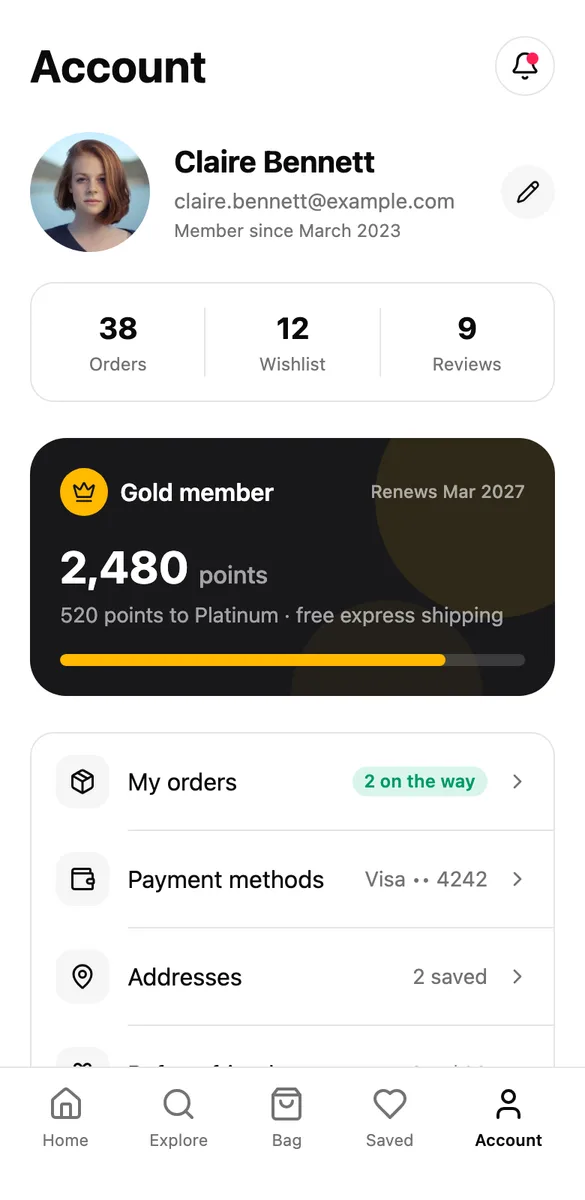 Account
Claire Bennett
claire.bennett@example.com
Member since March 2023
38
Orders
12
Wishlist
9
Reviews
Gold member
Renews Mar 2027
2,480 points
520 points to Platinum · free express shipping
My orders
2 on the way
Payment methods
Visa •• 4242
Addresses
2 saved
Home
Explore
Bag
Saved
Account